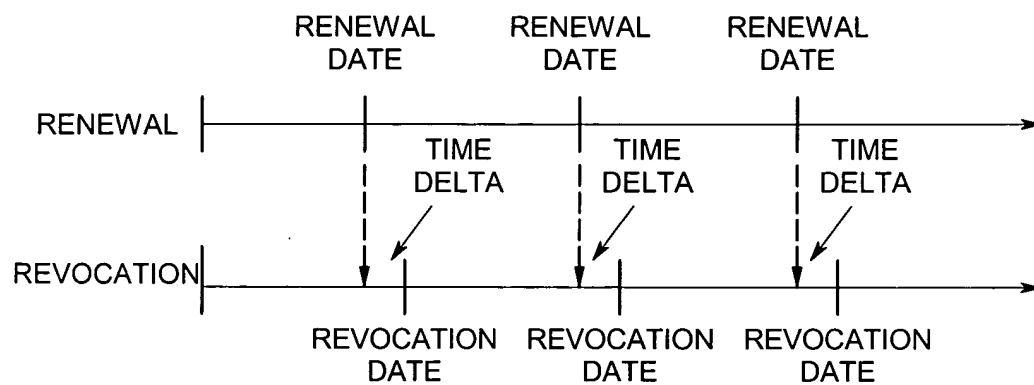 RENEWAL DATE
RENEWAL DATE
RENEWAL DATE
RENEWAL
TIME DELTA
TIME DELTA
TIME DELTA
REVOCATION
REVOCATION DATE
REVOCATION DATE
REVOCATION DATE